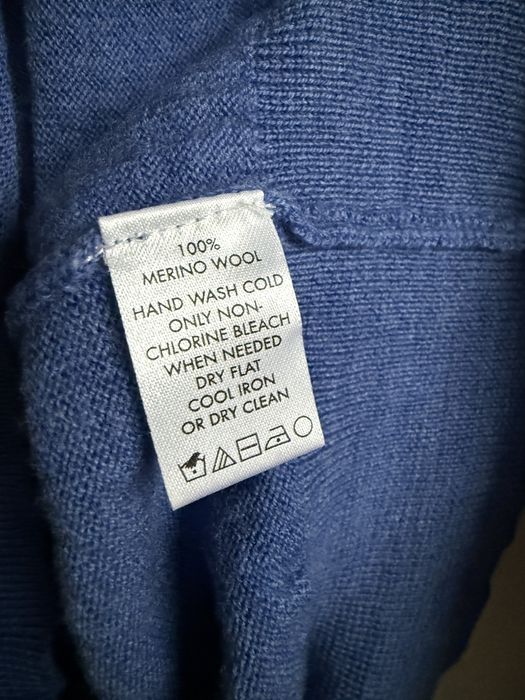 100%
MERINO WOOL
HAND WASH COLD
ONLY NON-
CHLORINE BLEACH
WHEN NEEDED
DRY FLAT
COOL IRON
OR DRY CLEAN